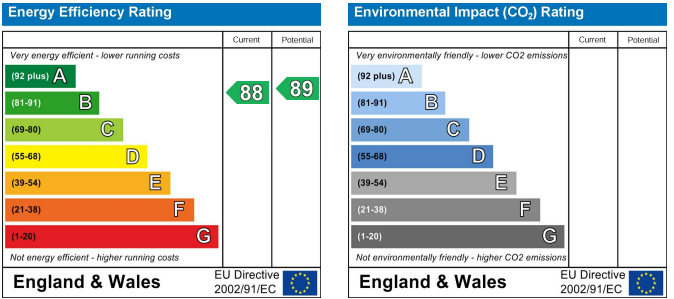 Energy Efficiency Rating
Current Potential
Very energy efficient - lower running costs
(92 plus) A
(81-91) B
(69-80) C
(55-68) D
(39-54) E
(21-38) F
(1-20) G
88
89
Not energy efficient - higher running costs
England & Wales
EU Directive
2002/91/EC
Environmental Impact (CO₂) Rating
Current Potential
Very environmentally friendly - lower CO2 emissions
(92 plus) A
(81-91) B
(69-80) C
(55-68) D
(39-54) E
(21-38) F
(1-20) G
Not environmentally friendly - higher CO2 emissions
England & Wales
EU Directive
2002/91/EC